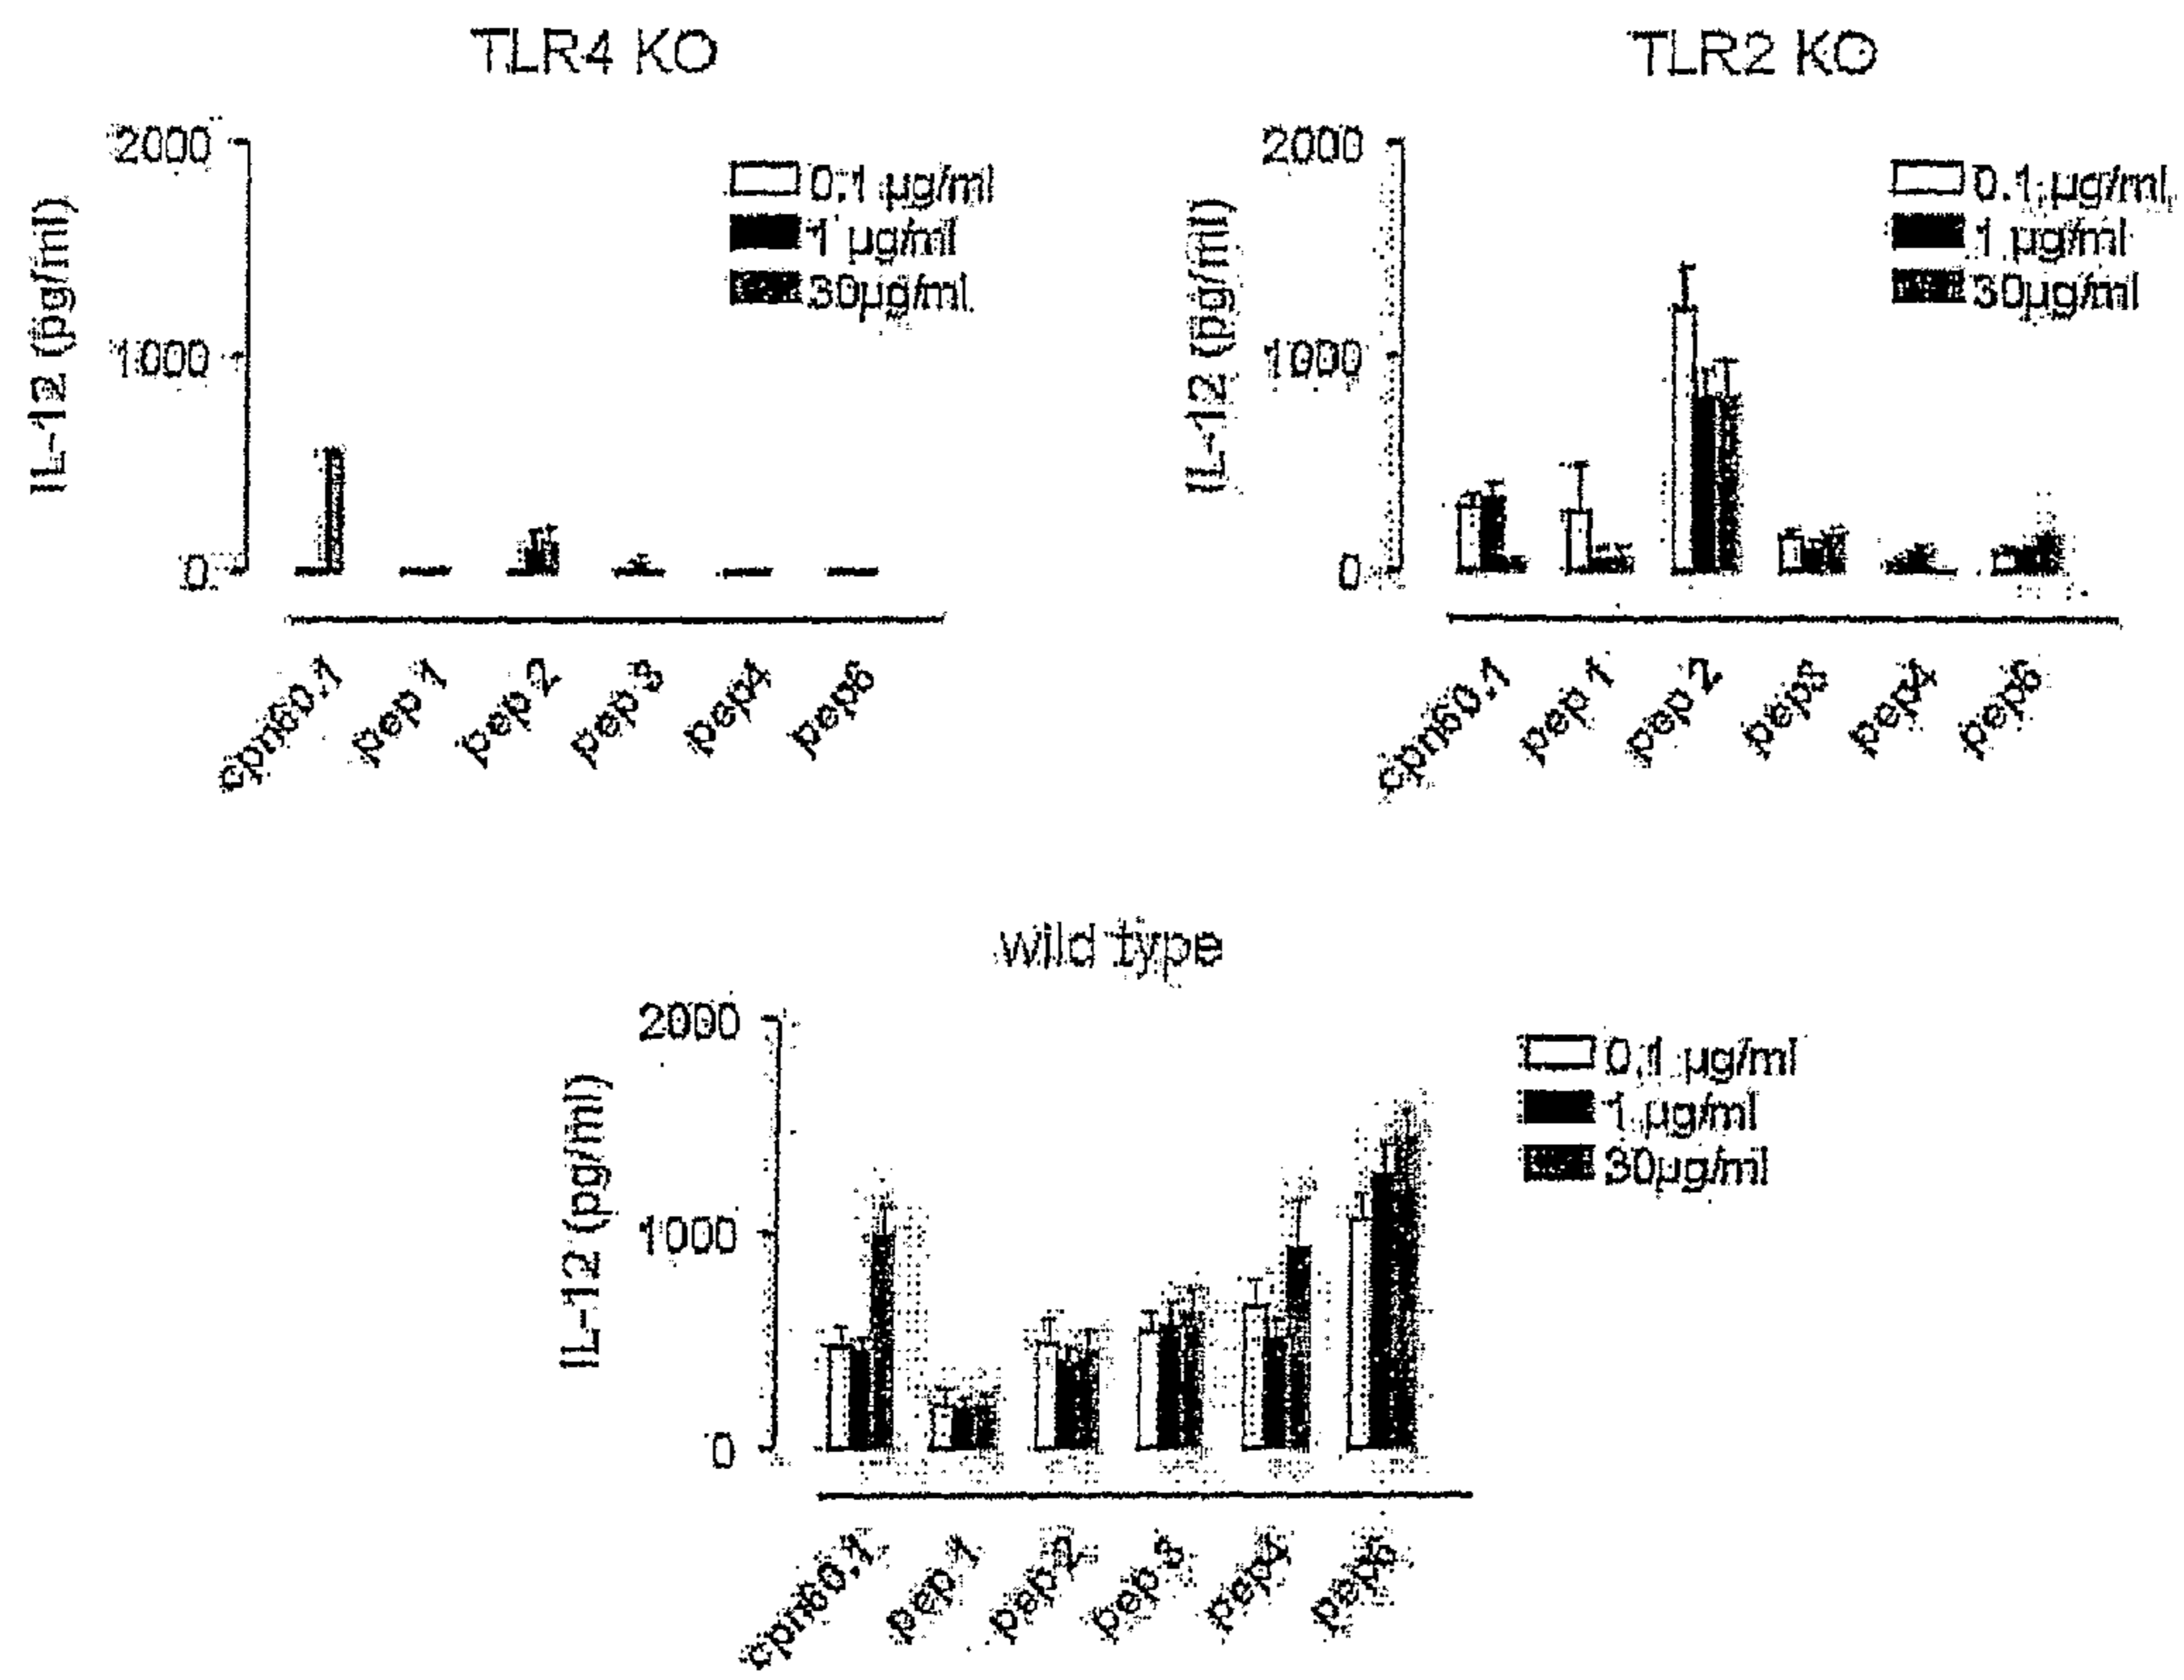 TLR4 KO
2000
1000
0
IL-12 (pg/ml)
0.1 µg/ml
1 µg/ml
30µg/ml
cpn60.1
pep 1
pep 2
pep 3
pep4
TLR2 KO
2000
1000
0
IL-12 (pg/ml)
0.1 µg/ml
1 µg/ml
30µg/ml
cpn60.1
pep 1
pep 2
pep4
wild type
2000
1000
0
IL-12 (pg/ml)
0.1 µg/ml
1 µg/ml
30µg/ml
cpn60.1
pep 1
pep 2
pep 3
pep4